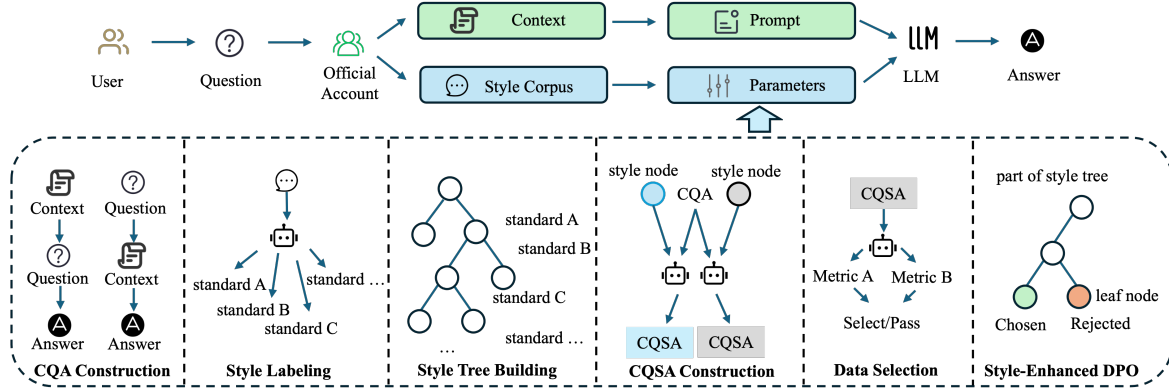 User
Question
Official
Account
Context
Prompt
Style Corpus
Parameters
LLM
LLM
Answer
Context
Question
Answer
Question
Context
Answer
CQA Construction
standard A
standard B
standard C
standard …
Style Labeling
standard A
standard B
standard C
standard …
…
Style Tree Building
style node
CQA
style node
CQSA
CQSA
CQSA Construction
CQSA
Metric A
Metric B
Select/Pass
Data Selection
part of style tree
leaf node
Chosen
Rejected
Style-Enhanced DPO